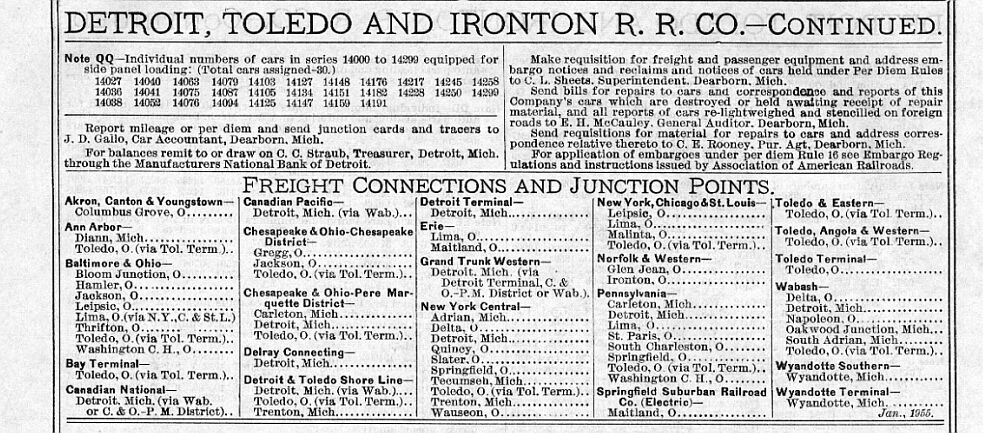 DETROIT, TOLEDO AND IRONTON R. R. CO.—CONTINUED.
Note QQ—Individual numbers of cars in series 14000 to 14299 equipped for
side panel loading: (Total cars assigned-30.)
14027 14040 14063 14079 14103 14127 14148 14176 14217 14245 14258
14036 14041 14075 14087 14105 14134 14151 14182 14228 14250 14299
14038 14052 14076 14094 14125 14147 14159 14191
Report mileage or per diem and send junction cards and tracers to
J. D. Gallo, Car Accountant, Dearborn, Mich.
For balances remit to or draw on C. C. Straub, Treasurer, Detroit, Mich.
through the Manufacturers National Bank of Detroit.
Make requisition for freight and passenger equipment and address em-
bargo notices and reclaims and notices of cars held under Per Diem Rules
to C. L. Sheets, Superintendent, Dearborn, Mich.
Send bills for repairs to cars and correspondence and reports of this
Company's cars which are destroyed or held awaiting receipt of repair
material, and all reports of cars re-lightweighed and stencilled on foreign
roads to E. H. McCauley, General Auditor, Dearborn, Mich.
Send requisitions for material for repairs to cars and address corres-
pondence relative thereto to C. E. Rooney, Pur. Agt., Dearborn, Mich.
For application of embargoes under per diem Rule 16 see Embargo Reg-
ulations and instructions issued by Association of American Railroads.
FREIGHT CONNECTIONS AND JUNCTION POINTS.
Akron, Canton & Youngstown—
Columbus Grove, O.........
Ann Arbor—
Diann, Mich................
Toledo, O. (via Tol. Term.)..
Baltimore & Ohio—
Bloom Junction, O.........
Hamler, O..................
Jackson, O.................
Leipsic, O..................
Lima, O. (via N.Y., C. & St. L.)
Thrifton, O.................
Toledo, O. (via Tol. Term.)..
Washington C. H., O........
Bay Terminal—
Toledo, O. (via Tol. Term.)..
Canadian National—
Detroit, Mich. (via Wab.
or C. & O.-P. M. District)..
Canadian Pacific—
Detroit, Mich. (via Wab.)...
Chesapeake & Ohio-Chesapeake
District—
Gregg, O...................
Jackson, O.................
Toledo, O. (via Tol. Term.)..
Chesapeake & Ohio-Pere Mar-
quette District—
Carleton, Mich..............
Detroit, Mich...............
Toledo, O. (via Tol. Term.)..
Delray Connecting—
Detroit, Mich...............
Detroit & Toledo Shore Line—
Detroit, Mich. (via Wab.)...
Toledo, O. (via Tol. Term.)..
Trenton, Mich..............
Detroit Terminal—
Detroit, Mich...............
Erie—
Lima, O....................
Maitland, O................
Grand Trunk Western—
Detroit, Mich. (via
Detroit Terminal, C. &
O.-P. M. District or Wab.).
New York Central—
Adrian, Mich...............
Delta, O....................
Detroit, Mich...............
Quincy, O..................
Slater, O...................
Springfield, O..............
Tecumseh, Mich............
Toledo, O. (via Tol. Term.)..
Trenton, Mich..............
Wauseon, O................
New York, Chicago & St. Louis—
Leipsic, O..................
Lima, O....................
Malinta, O.................
Toledo, O. (via Tol. Term.)..
Norfolk & Western—
Glen Jean, O...............
Ironton, O.................
Pennsylvania—
Carleton, Mich..............
Detroit, Mich...............
Lima, O....................
St. Paris, O................
South Charleston, O........
Springfield, O..............
Toledo, O. (via Tol. Term.)..
Washington C. H., O.......
Springfield Suburban Railroad
Co. (Electric)—
Maitland, O................
Toledo & Eastern—
Toledo, O. (via Tol. Term.)..
Toledo, Angola & Western—
Toledo, O. (via Tol. Term.)..
Toledo Terminal—
Toledo, O..................
Wabash—
Delta, O....................
Detroit, Mich...............
Napoleon, O................
Oakwood Junction, Mich...
South Adrian, Mich.........
Toledo, O. (via Tol. Term.)..
Wyandotte Southern—
Wyandotte, Mich...........
Wyandotte Terminal—
Wyandotte, Mich...........
Jan., 1955.